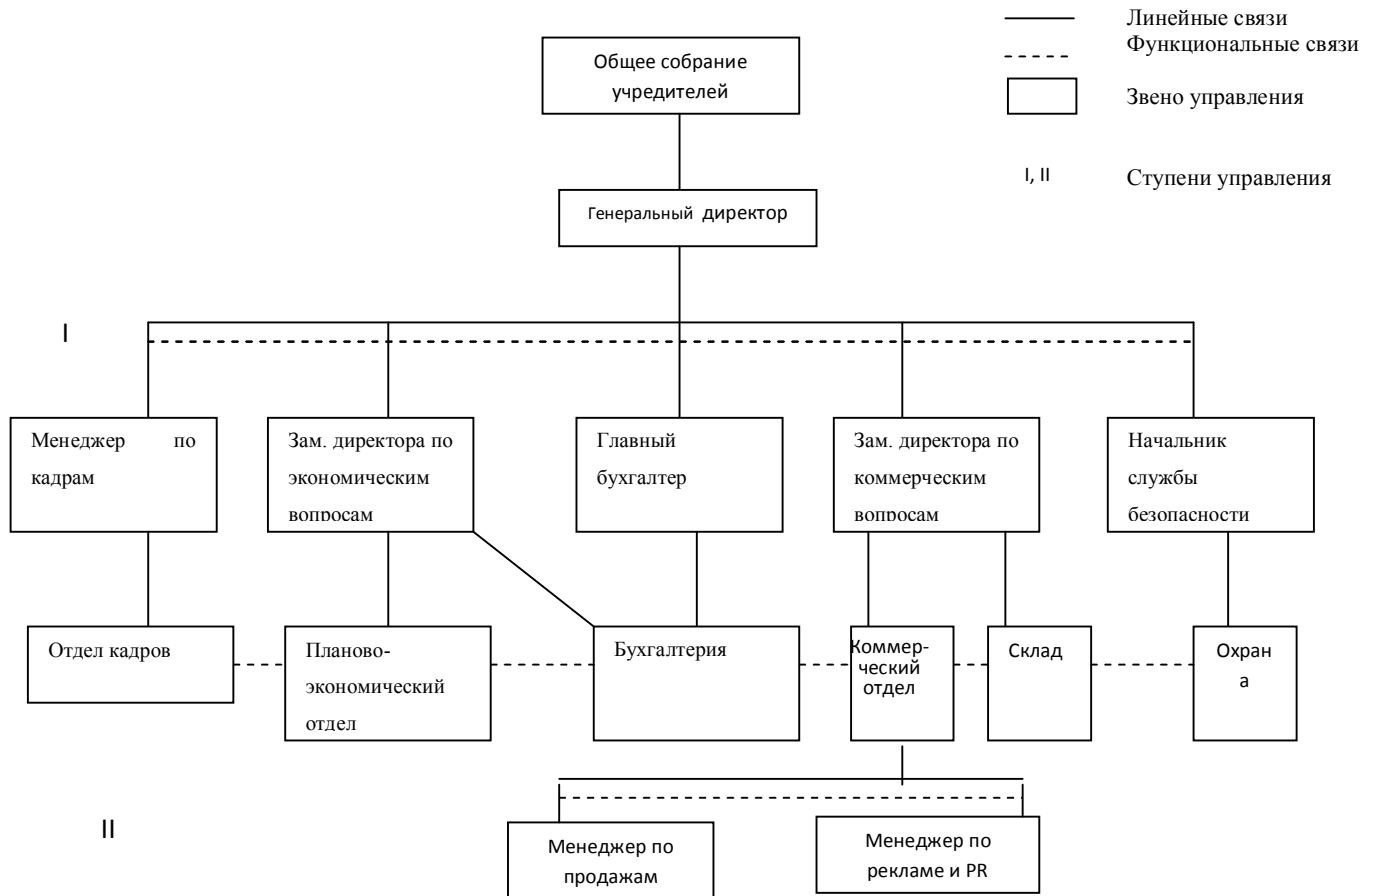 Линейные связи
Функциональные связи
Общее собрание
учредителей
Звено управления
I, II
Ступени управления
Генеральный директор
I
Менеджер по
кадрам
Зам. директора по
экономическим
вопросам
Главный
бухгалтер
Зам. директора по
коммерческим
вопросам
Начальник
службы
безопасности
Отдел кадров
Планово-
экономический
отдел
Бухгалтерия
Коммер-
ческий
отдел
Склад
Охран
а
II
Менеджер по
продажам
Менеджер по
рекламе и PR